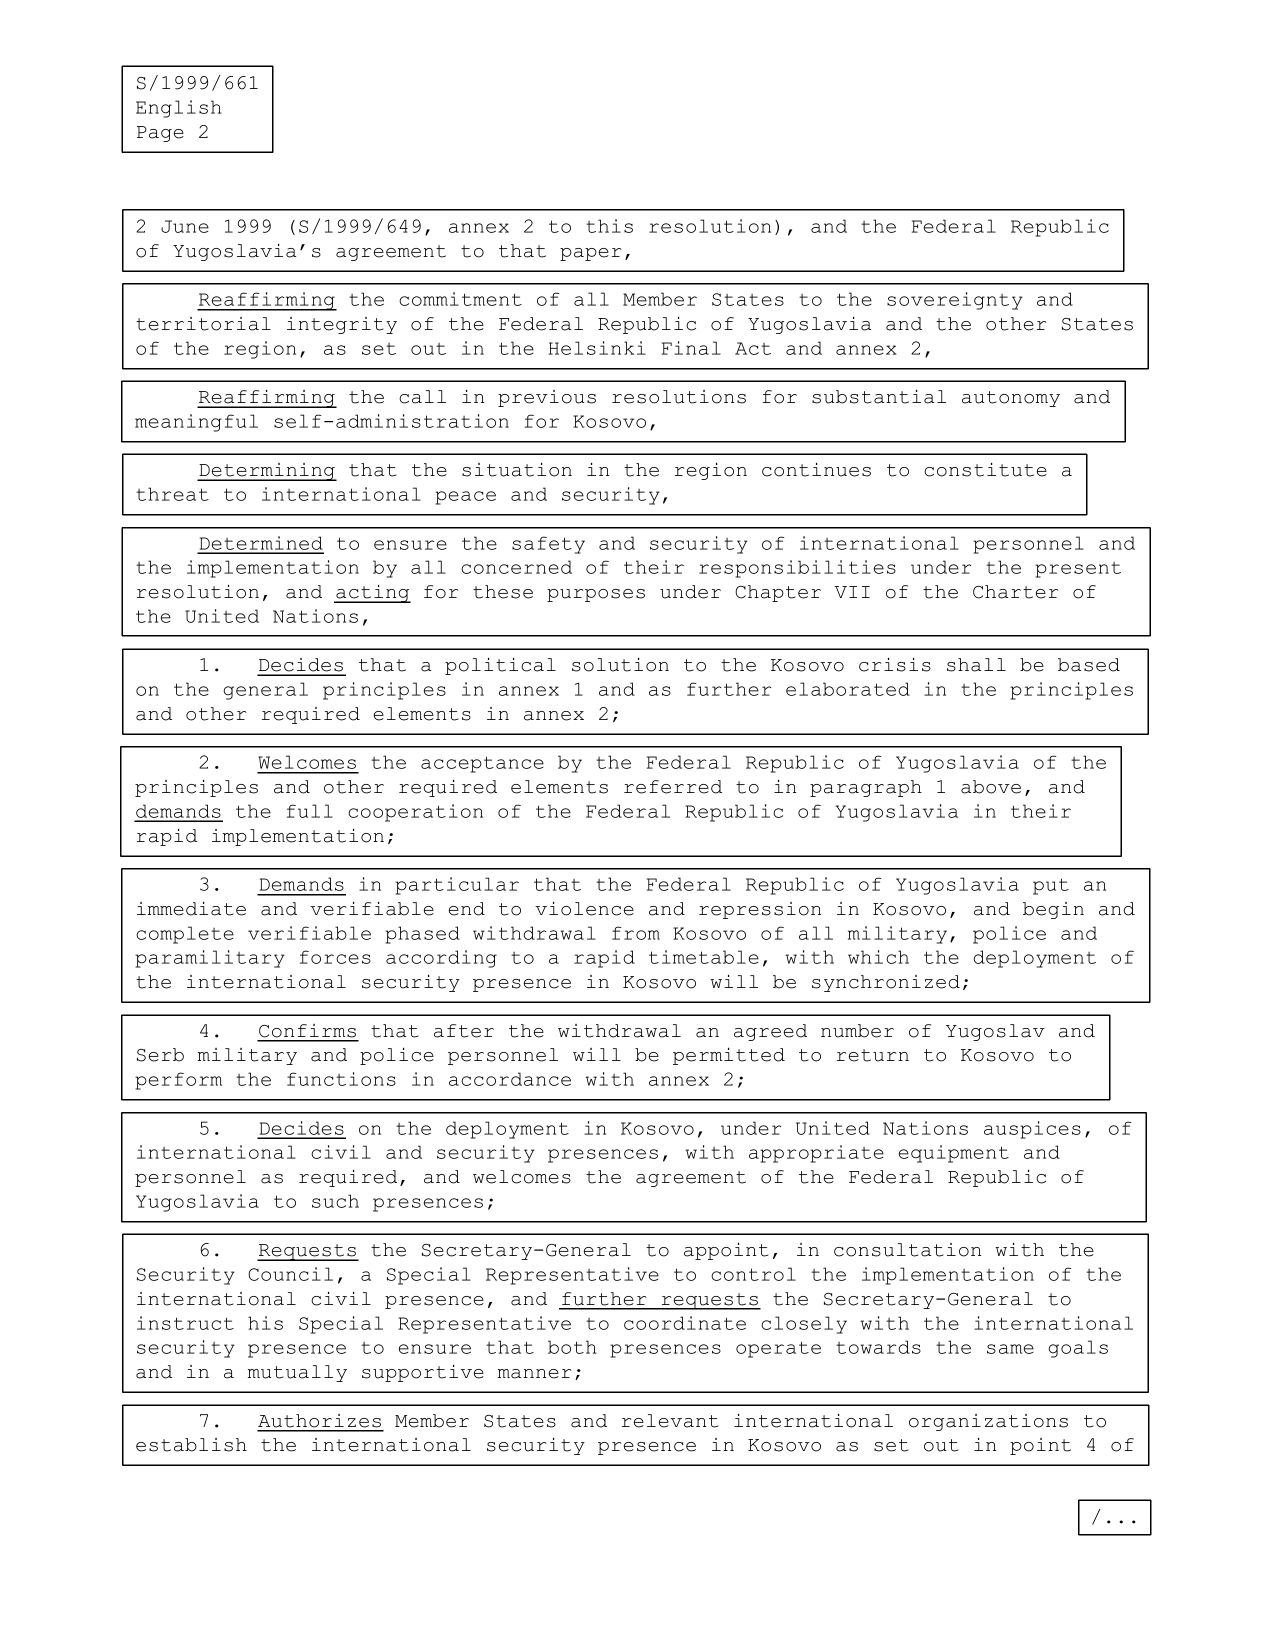 S/1999/661
English
Page 2
2 June 1999 (S/1999/649, annex 2 to this resolution), and the Federal Republic
of Yugoslavia’s agreement to that paper,
Reaffirming the commitment of all Member States to the sovereignty and
territorial integrity of the Federal Republic of Yugoslavia and the other States
of the region, as set out in the Helsinki Final Act and annex 2,
Reaffirming the call in previous resolutions for substantial autonomy and
meaningful self-administration for Kosovo,
Determining that the situation in the region continues to constitute a
threat to international peace and security,
Determined to ensure the safety and security of international personnel and
the implementation by all concerned of their responsibilities under the present
resolution, and acting for these purposes under Chapter VII of the Charter of
the United Nations,
1. Decides that a political solution to the Kosovo crisis shall be based
on the general principles in annex 1 and as further elaborated in the principles
and other required elements in annex 2;
2. Welcomes the acceptance by the Federal Republic of Yugoslavia of the
principles and other required elements referred to in paragraph 1 above, and
demands the full cooperation of the Federal Republic of Yugoslavia in their
rapid implementation;
3. Demands in particular that the Federal Republic of Yugoslavia put an
immediate and verifiable end to violence and repression in Kosovo, and begin and
complete verifiable phased withdrawal from Kosovo of all military, police and
paramilitary forces according to a rapid timetable, with which the deployment of
the international security presence in Kosovo will be synchronized;
4. Confirms that after the withdrawal an agreed number of Yugoslav and
Serb military and police personnel will be permitted to return to Kosovo to
perform the functions in accordance with annex 2;
5. Decides on the deployment in Kosovo, under United Nations auspices, of
international civil and security presences, with appropriate equipment and
personnel as required, and welcomes the agreement of the Federal Republic of
Yugoslavia to such presences;
6. Requests the Secretary-General to appoint, in consultation with the
Security Council, a Special Representative to control the implementation of the
international civil presence, and further requests the Secretary-General to
instruct his Special Representative to coordinate closely with the international
security presence to ensure that both presences operate towards the same goals
and in a mutually supportive manner;
7. Authorizes Member States and relevant international organizations to
establish the international security presence in Kosovo as set out in point 4 of
/...